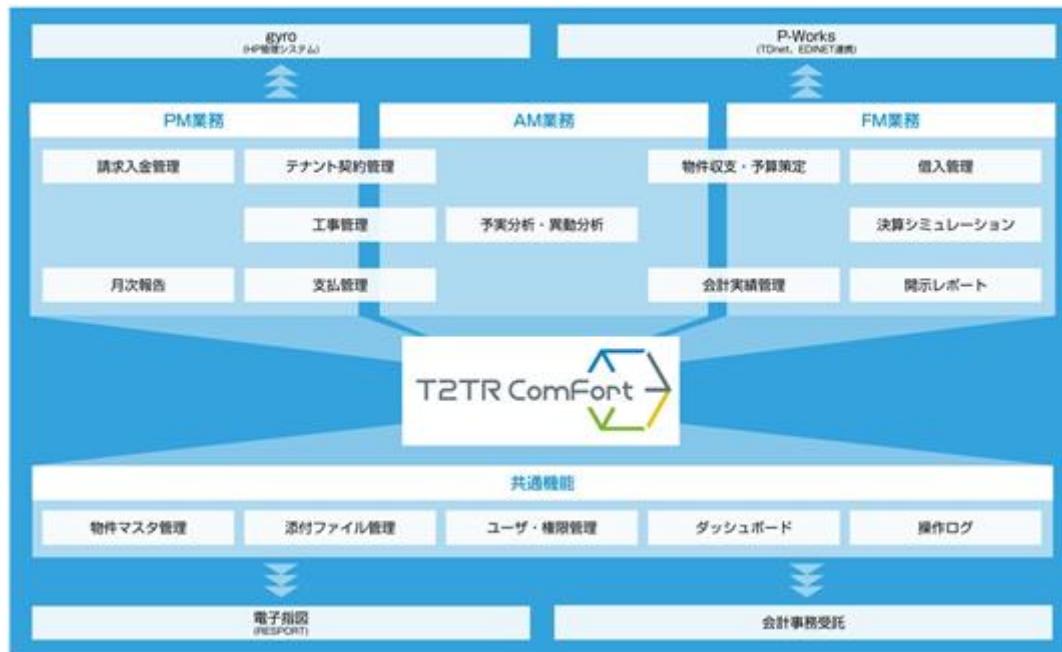 gyro
(HP管理システム)
P-Works
(TDnet、EDINET連携)
PM業務
AM業務
FM業務
請求入金管理
テナント契約管理
物件収支・予算策定
借入管理
工事管理
予実分析・異動分析
決算シミュレーション
月次報告
支払管理
会計実績管理
開示レポート
T2TR ComFort
共通機能
物件マスタ管理
添付ファイル管理
ユーザ・権限管理
ダッシュボード
操作ログ
電子指図
(RESPORT)
会計事務受託